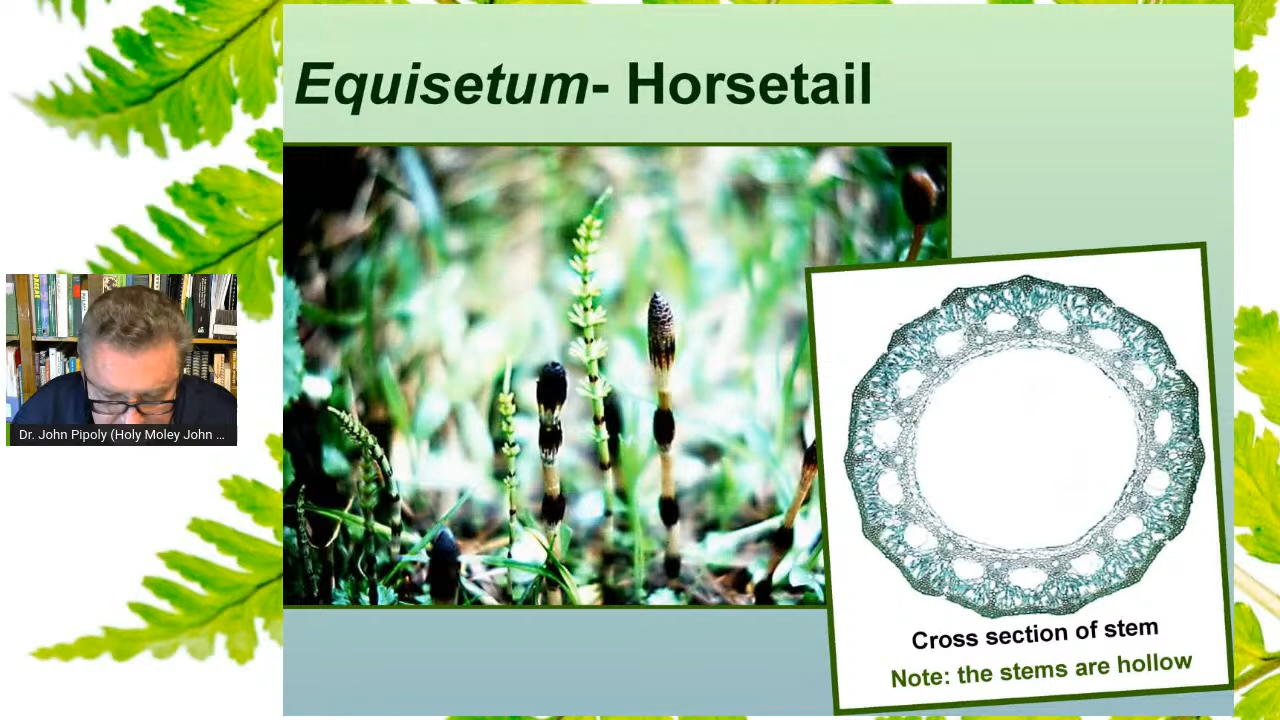 Equisetum- Horsetail
Dr. John Pipoly (Holy Moley John ...
Cross section of stem
Note: the stems are hollow